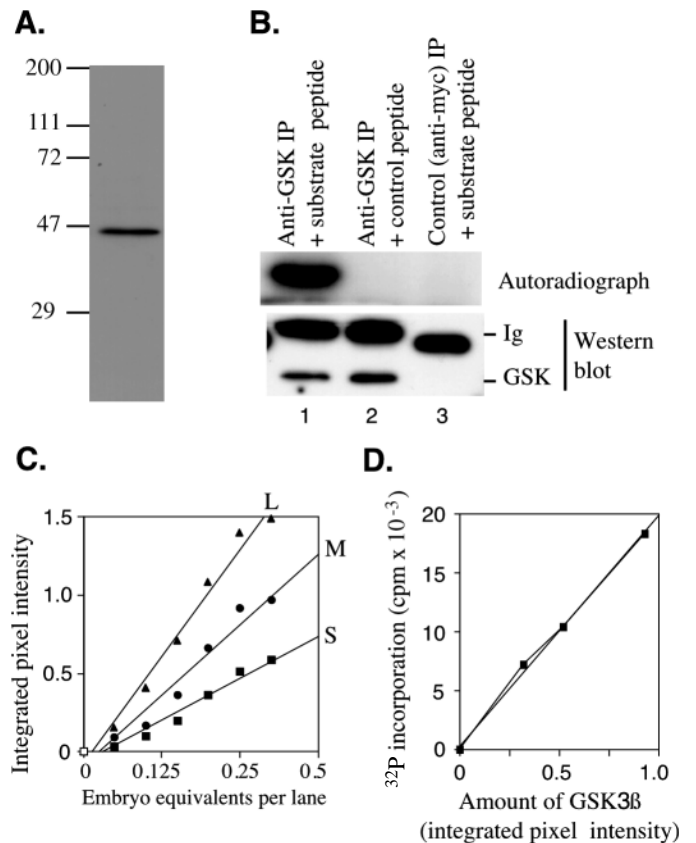 A.
200
111
72
47
29
B.
Anti-GSK IP
+ substrate peptide
Anti-GSK IP
+ control.peptide
Control (anti-myc) IP
+ substrate peptide
Autoradiograph
Ig
GSK
Western
blot
1 2 3
C.
L
M
S
1.5
1.0
0.5
0
0 0.125 0.25 0.5
Integrated pixel intensity
Embryo equivalents per lane
D.
20
15
10
5
0
0 0.5 1.0
32P incorporation (cpm x 10-3)
Amount of GSK3ß
(integrated pixel intensity)